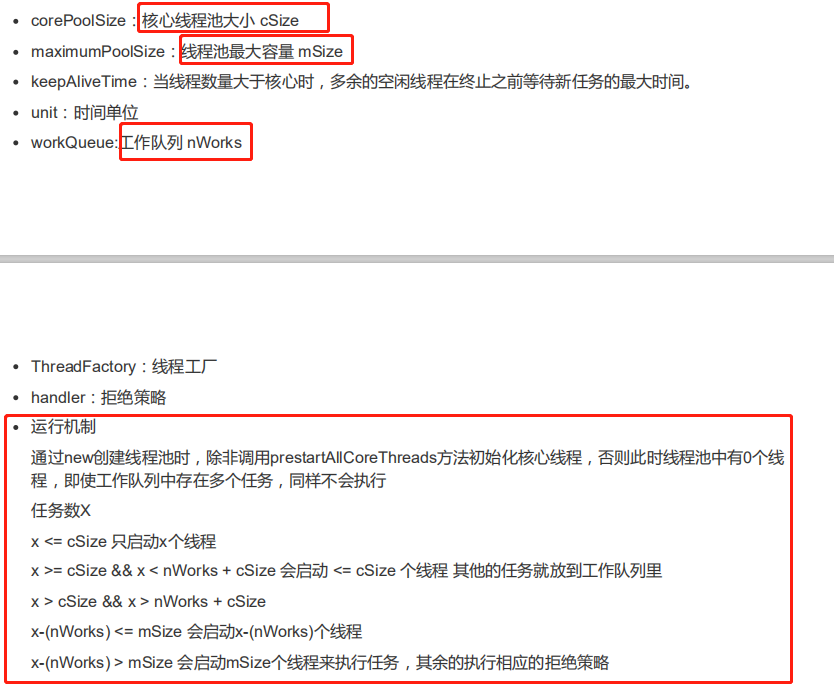 corePoolSize：核心线程池大小 cSize
maximumPoolSize：线程池最大容量 mSize
keepAliveTime：当线程数量大于核心时，多余的空闲线程在终止之前等待新任务的最大时间。
unit：时间单位
workQueue:工作队列 nWorks
ThreadFactory：线程工厂
handler：拒绝策略
运行机制
通过new创建线程池时，除非调用prestartAllCoreThreads方法初始化核心线程，否则此时线程池中有0个线
程，即使工作队列中存在多个任务，同样不会执行
任务数X
x <= cSize 只启动x个线程
x >= cSize && x < nWorks + cSize 会启动 <= cSize 个线程 其他的任务就放到工作队列里
x > cSize && x > nWorks + cSize
x-(nWorks) <= mSize 会启动x-(nWorks)个线程
x-(nWorks) > mSize 会启动mSize个线程来执行任务，其余的执行相应的拒绝策略